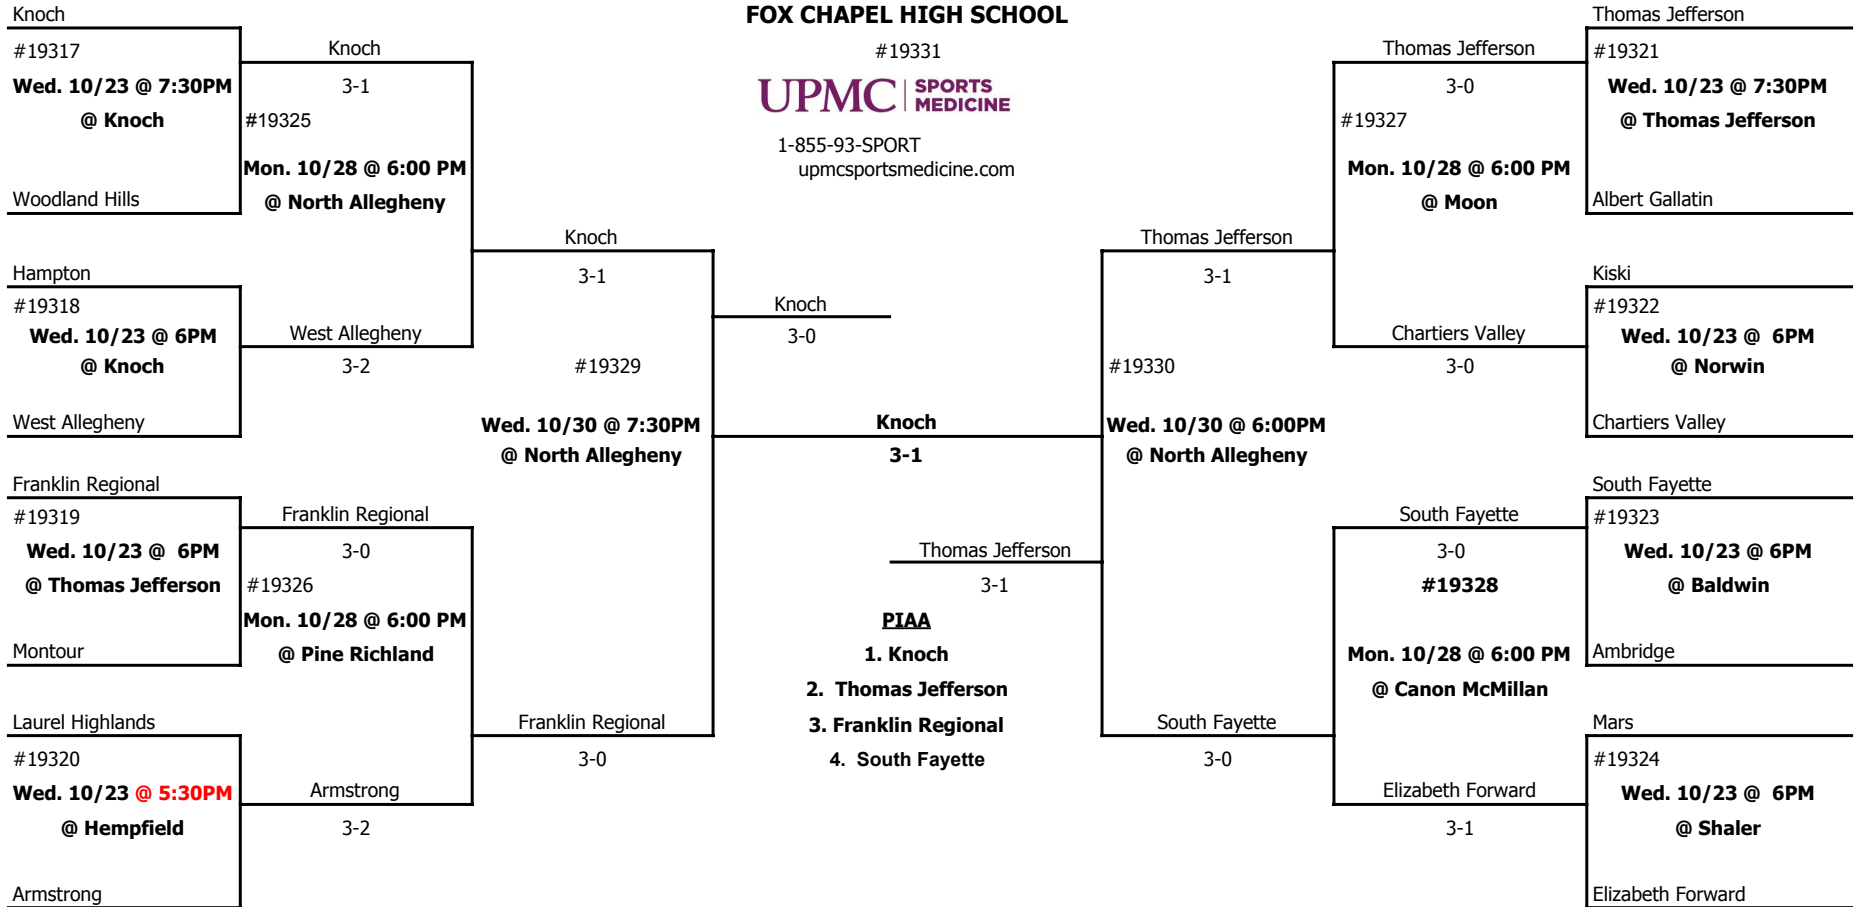 FOX CHAPEL HIGH SCHOOL
#19331
UPMC | SPORTS MEDICINE
1-855-93-SPORT
upmcsportsmedicine.com
Knoch
#19317
Wed. 10/23 @ 7:30PM
@ Knoch
Woodland Hills
Hampton
#19318
Wed. 10/23 @ 6PM
@ Knoch
West Allegheny
Franklin Regional
#19319
Wed. 10/23 @  6PM
@ Thomas Jefferson
Montour
Laurel Highlands
#19320
Wed. 10/23 @ 5:30PM
@ Hempfield
Armstrong
Knoch
3-1
#19325
Mon. 10/28 @ 6:00 PM
@ North Allegheny
West Allegheny
3-2
Franklin Regional
3-0
#19326
Mon. 10/28 @ 6:00 PM
@ Pine Richland
Armstrong
3-2
Knoch
3-1
#19329
Wed. 10/30 @ 7:30PM
@ North Allegheny
Franklin Regional
3-0
Knoch
3-0
Knoch
3-1
Thomas Jefferson
3-1
PIAA
1. Knoch
2.  Thomas Jefferson
3. Franklin Regional
4.  South Fayette
Thomas Jefferson
3-1
#19330
Wed. 10/30 @ 6:00PM
@ North Allegheny
South Fayette
3-0
Thomas Jefferson
3-0
#19327
Mon. 10/28 @ 6:00 PM
@ Moon
Chartiers Valley
3-0
South Fayette
3-0
#19328
Mon. 10/28 @ 6:00 PM
@ Canon McMillan
Elizabeth Forward
3-1
Thomas Jefferson
#19321
Wed. 10/23 @ 7:30PM
@ Thomas Jefferson
Albert Gallatin
Kiski
#19322
Wed. 10/23 @  6PM
@ Norwin
Chartiers Valley
South Fayette
#19323
Wed. 10/23 @ 6PM
@ Baldwin
Ambridge
Mars
#19324
Wed. 10/23 @  6PM
@ Shaler
Elizabeth Forward